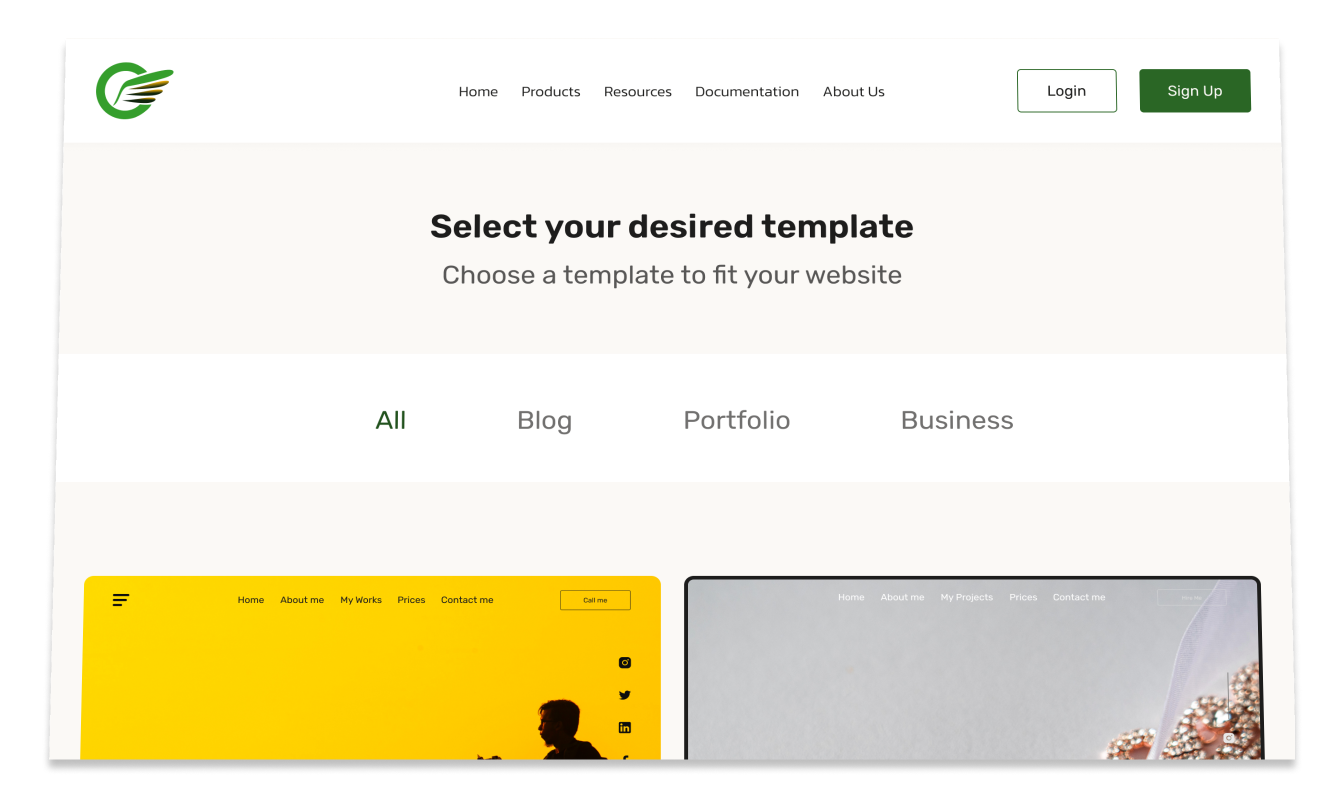 Home Products Resources Documentation About Us Login Sign Up
Select your desired template
Choose a template to fit your website
All Blog Portfolio Business
Home About me My Works Prices Contact me Call me
Home About me My Projects Prices Contact me